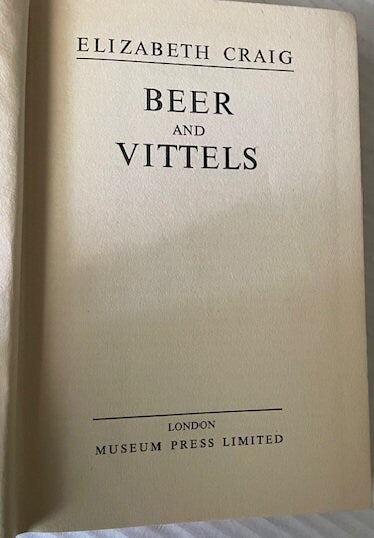 ELIZABETH CRAIG
BEER
AND
VITTELS
LONDON
MUSEUM PRESS LIMITED